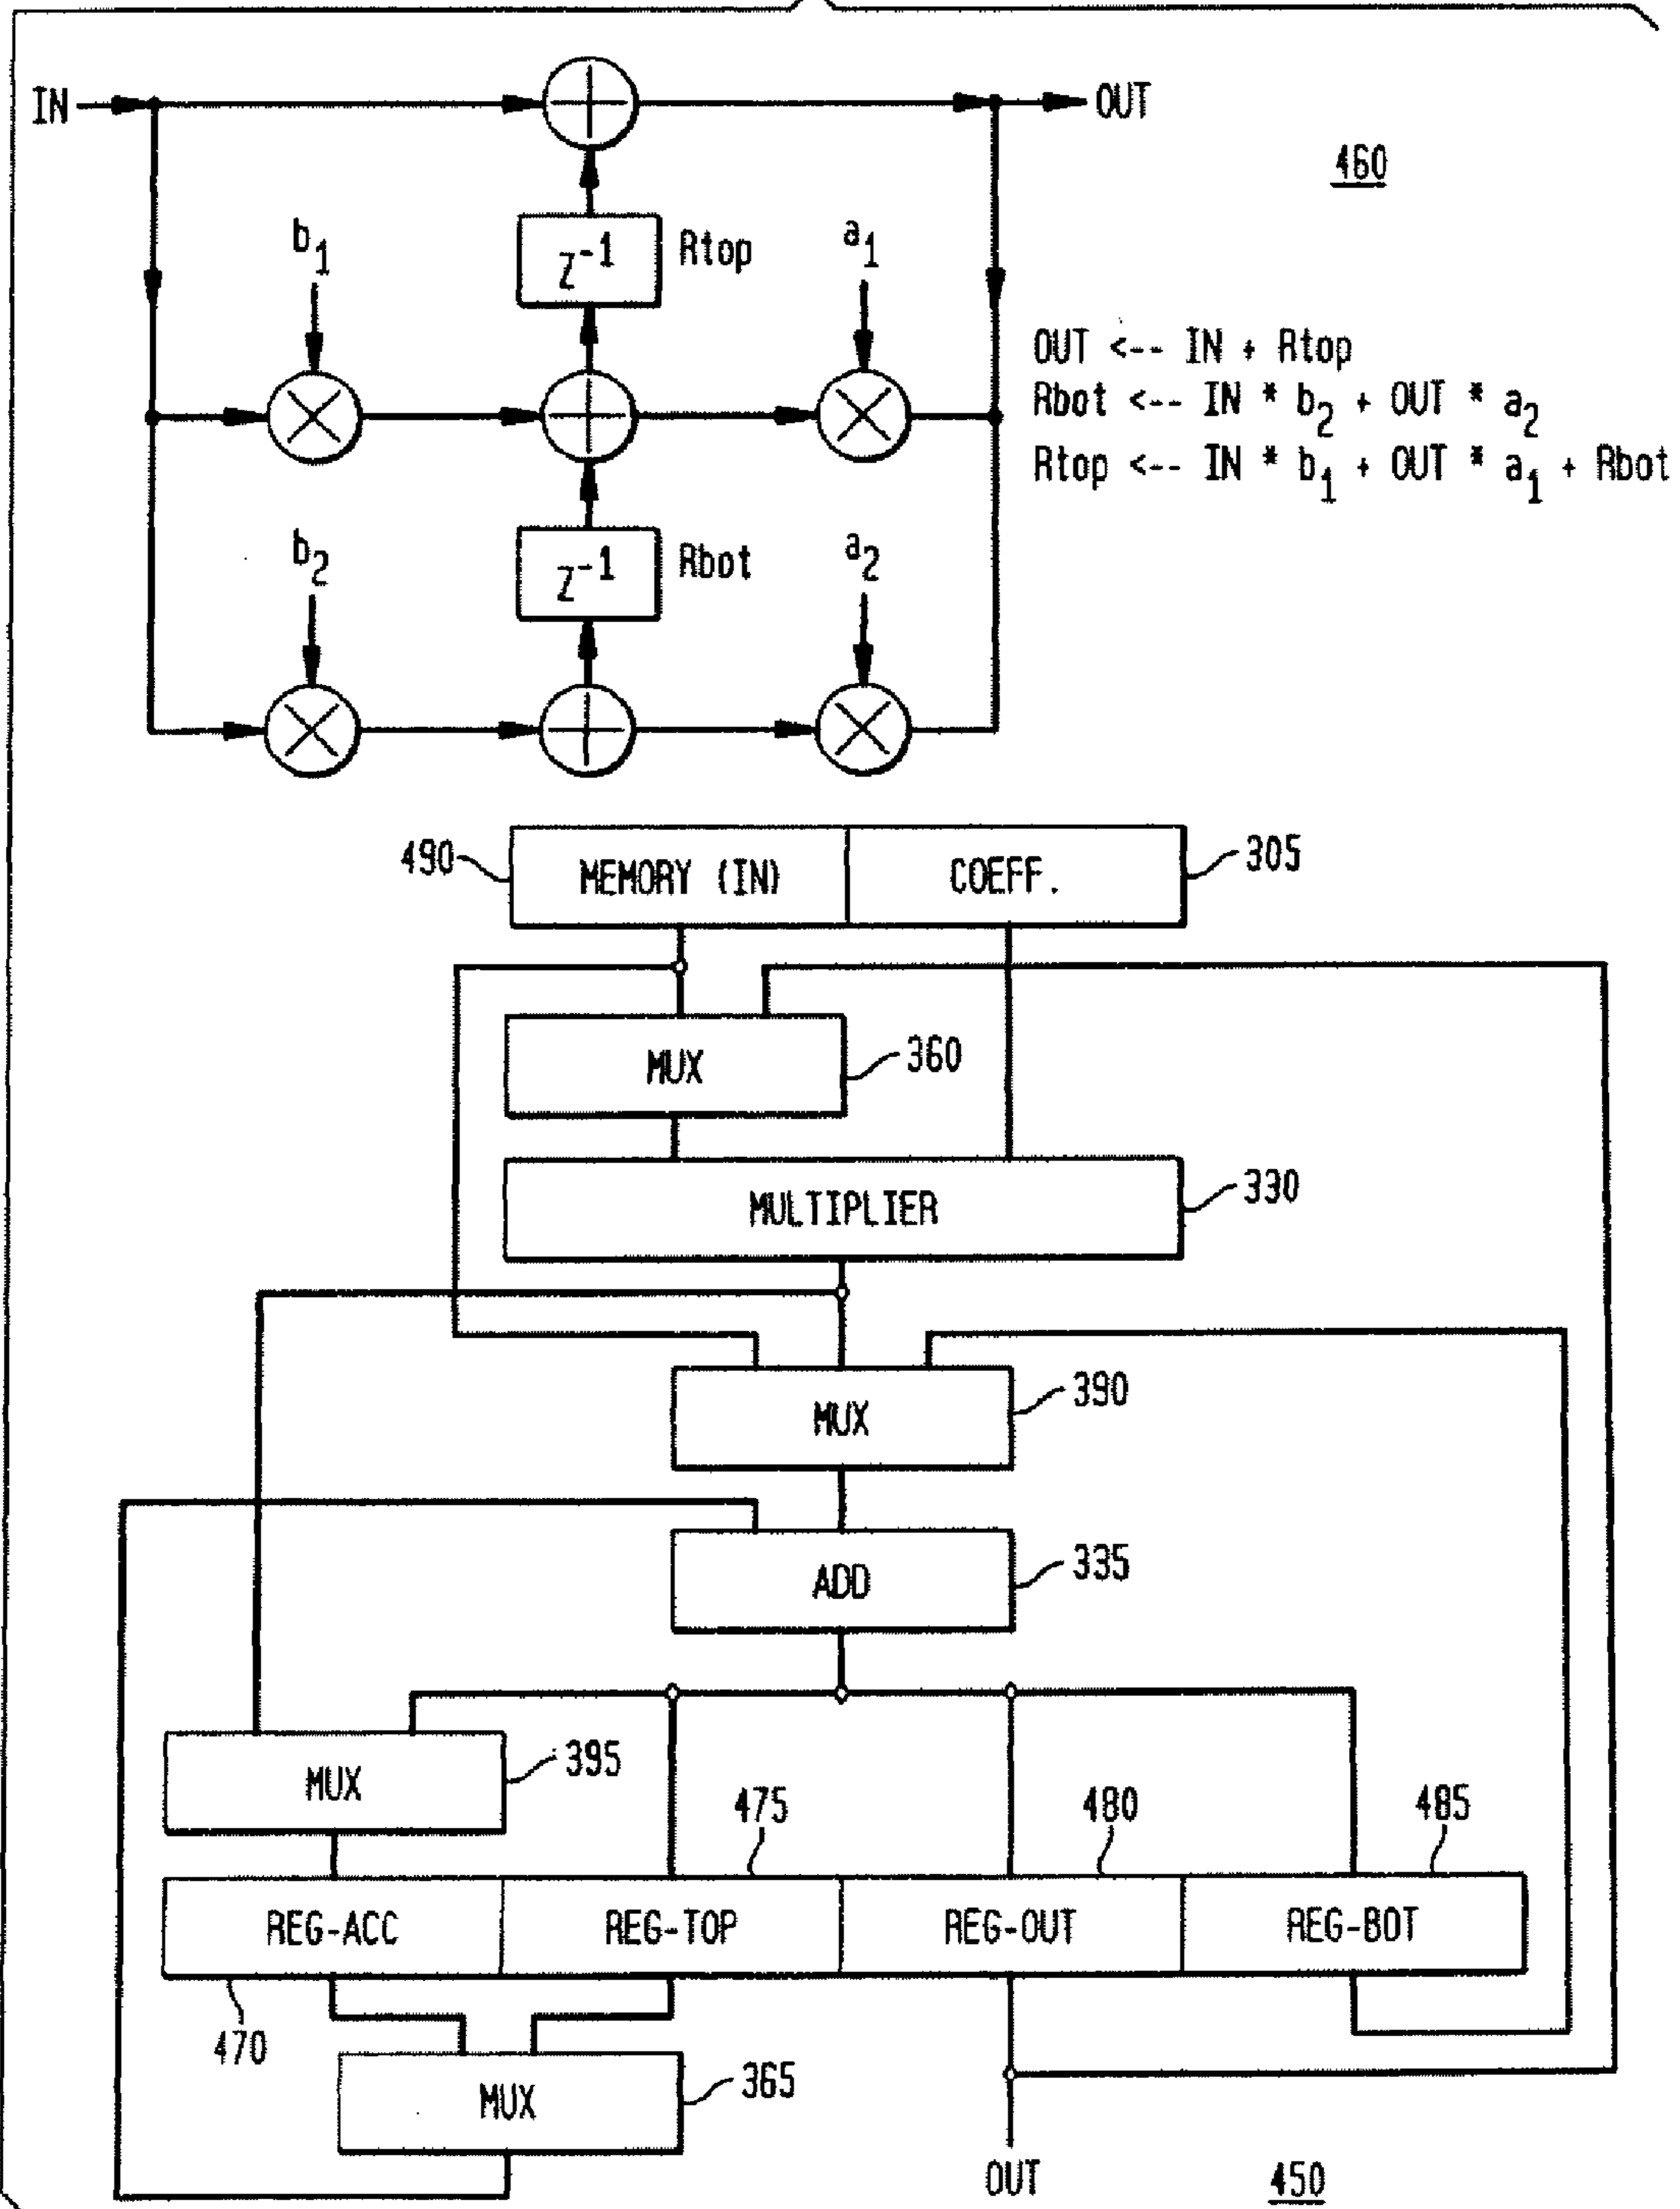 IN
OUT
460
b1
Z-1
Rtop
a1
OUT <-- IN + Rtop
Rbot <-- IN * b2 + OUT * a2
Rtop <-- IN * b1 + OUT * a1 + Rbot
b2
Z-1
Rbot
a2
490
MEMORY (IN)
COEFF.
305
MUX
360
MULTIPLIER
330
MUX
390
ADD
335
MUX
395
475
480
485
REG-ACC
REG-TOP
REG-OUT
REG-BOT
470
MUX
365
OUT
450